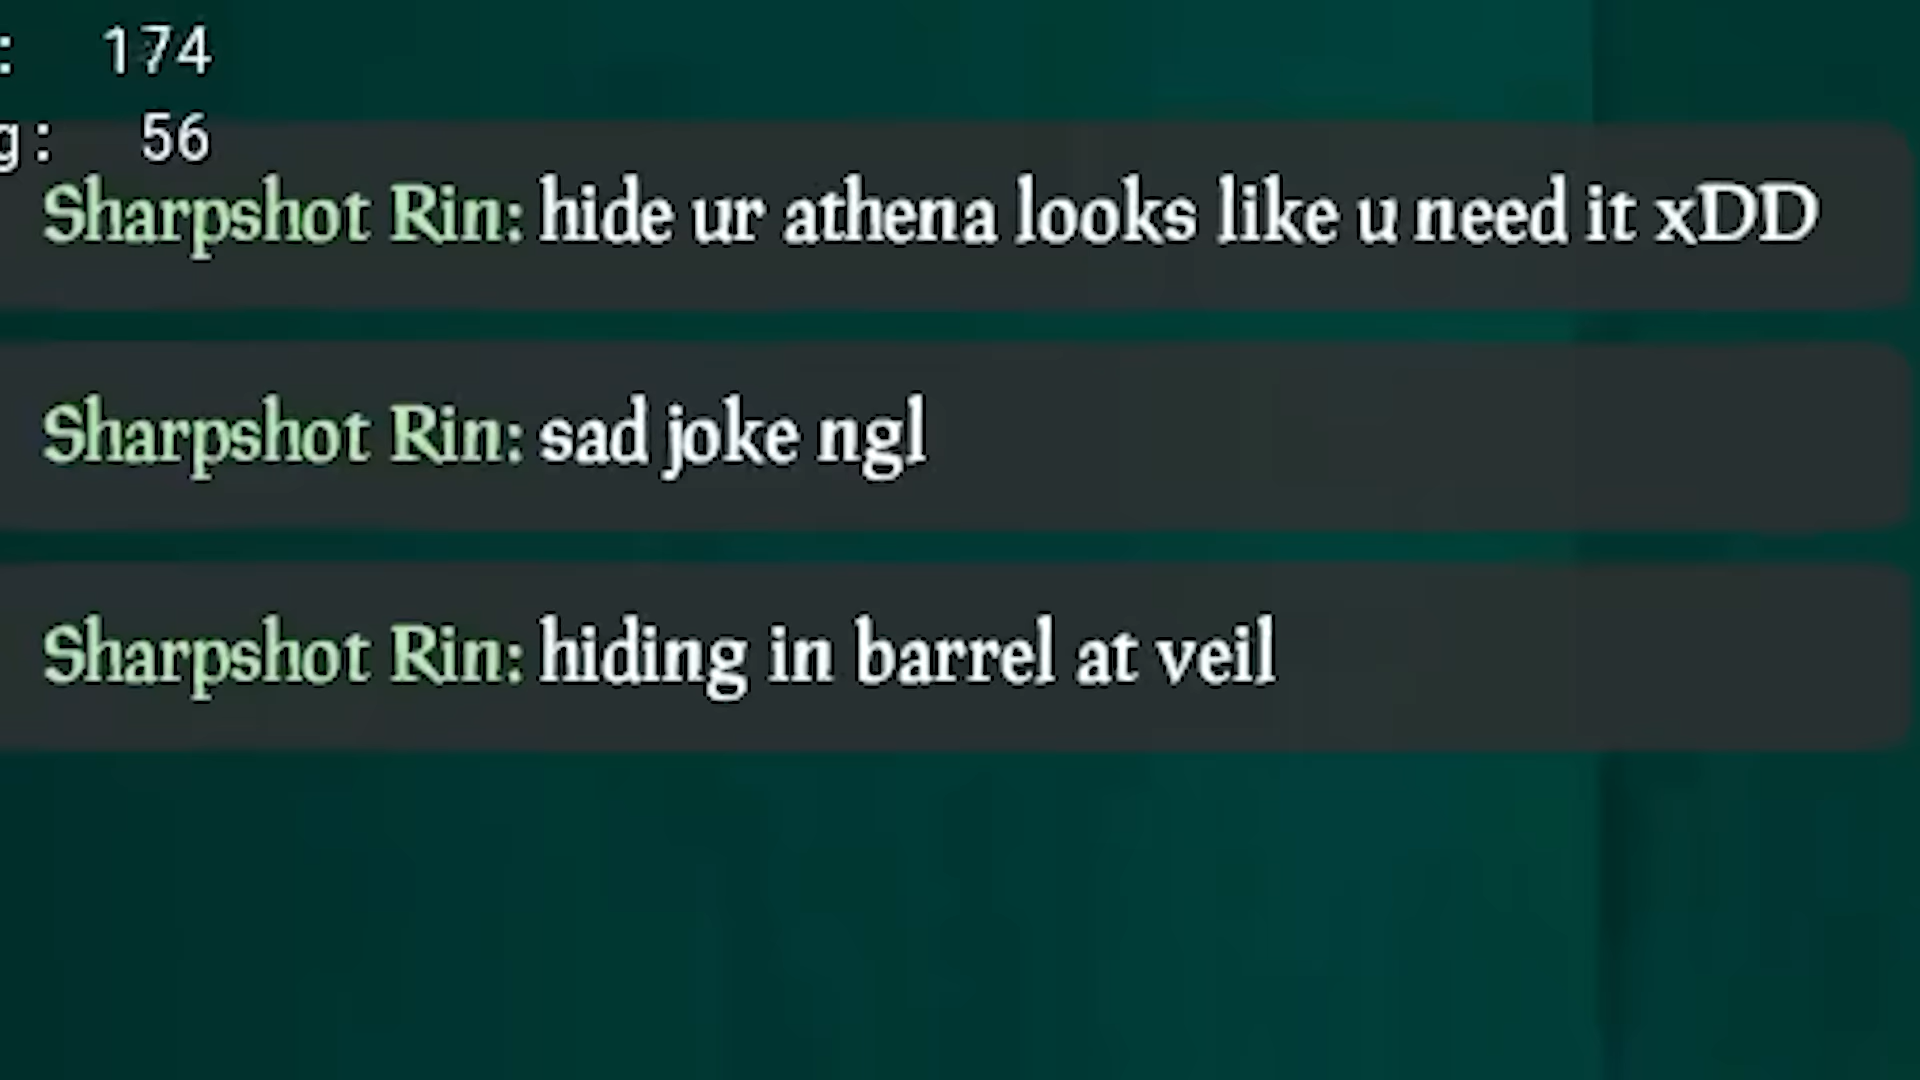 : 174
g: 56
Sharpshot Rin: hide ur athena looks like u need it xDD
Sharpshot Rin: sad joke ngl
Sharpshot Rin: hiding in barrel at veil